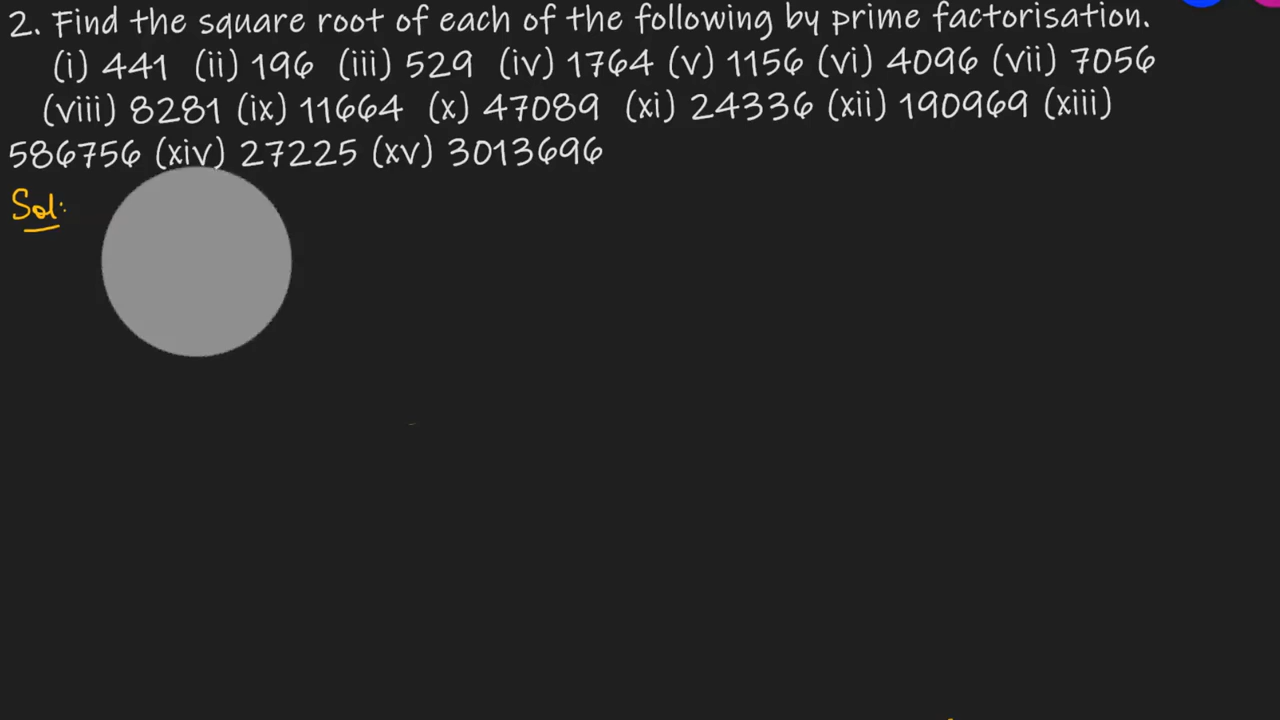 2. Find the square root of each of the following by prime factorisation.
(i) 441 (ii) 196 (iii) 529 (iv) 1764 (v) 1156 (vi) 4096 (vii) 7056
(viii) 8281 (ix) 11664 (x) 47089 (xi) 24336 (xii) 190969 (xiii)
586756 (xiv) 27225 (xv) 3013696
Sol: